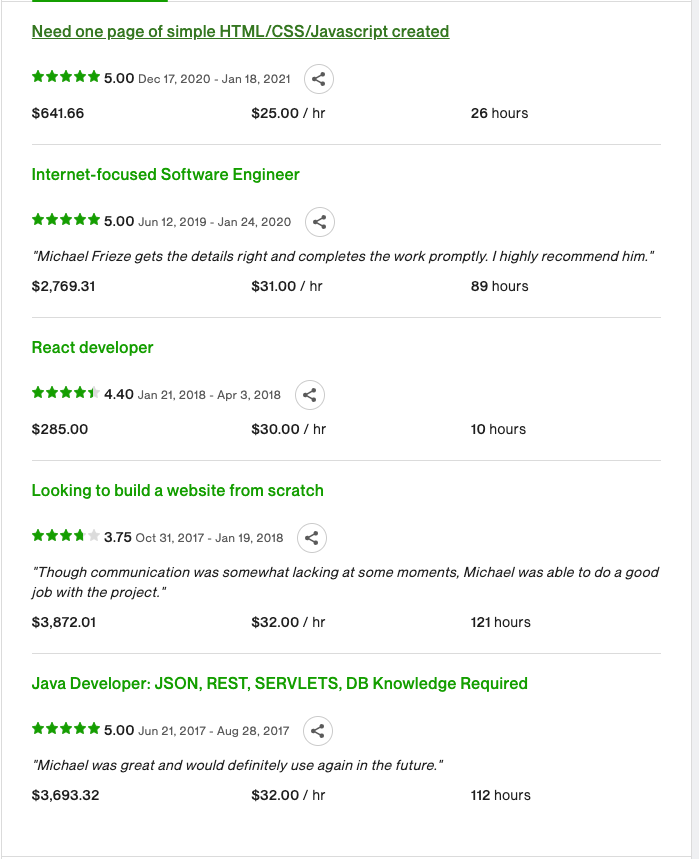 Need one page of simple HTML/CSS/Javascript created
5.00 Dec 17, 2020 - Jan 18, 2021
$641.66 $25.00 / hr 26 hours
Internet-focused Software Engineer
5.00 Jun 12, 2019 - Jan 24, 2020
"Michael Frieze gets the details right and completes the work promptly. I highly recommend him."
$2,769.31 $31.00 / hr 89 hours
React developer
4.40 Jan 21, 2018 - Apr 3, 2018
$285.00 $30.00 / hr 10 hours
Looking to build a website from scratch
3.75 Oct 31, 2017 - Jan 19, 2018
"Though communication was somewhat lacking at some moments, Michael was able to do a good
job with the project."
$3,872.01 $32.00 / hr 121 hours
Java Developer: JSON, REST, SERVLETS, DB Knowledge Required
5.00 Jun 21, 2017 - Aug 28, 2017
"Michael was great and would definitely use again in the future."
$3,693.32 $32.00 / hr 112 hours